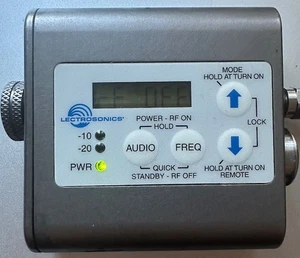 MODE
HOLD AT TURN ON
LECTROSONICS®
POWER - RF ON
HOLD
LOCK
-10
-20
AUDIO
FREQ
PWR
QUICK
HOLD AT TURN ON
STANDBY - RF OFF
REMOTE